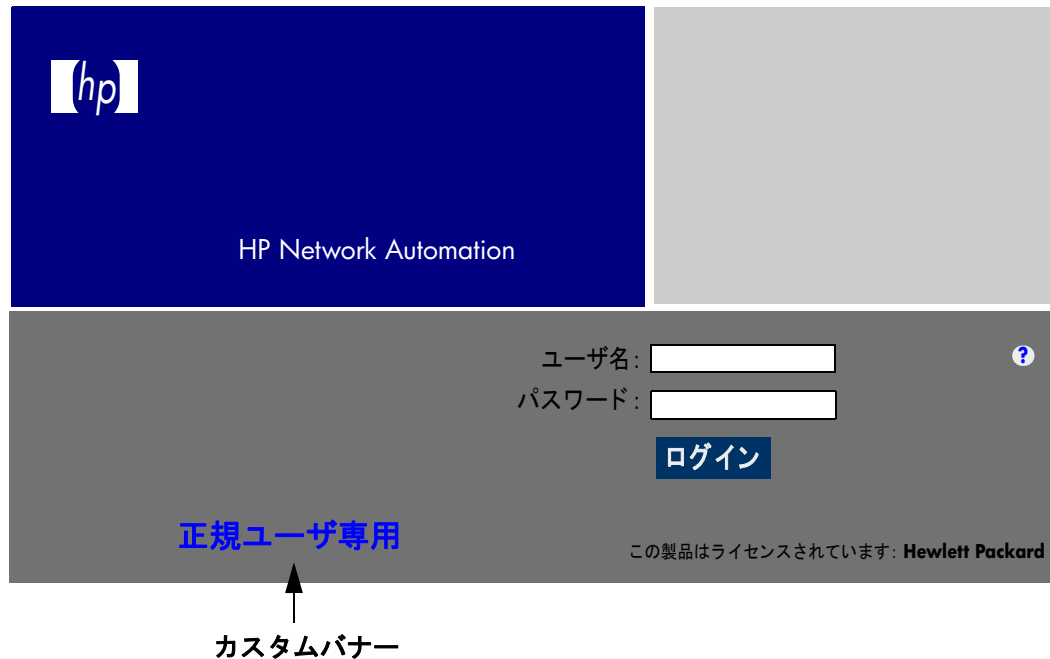 hp
HP Network Automation
ユーザ名:
?
パスワード:
ログイン
正規ユーザ専用
この製品はライセンスされています: Hewlett Packard
カスタムバナー